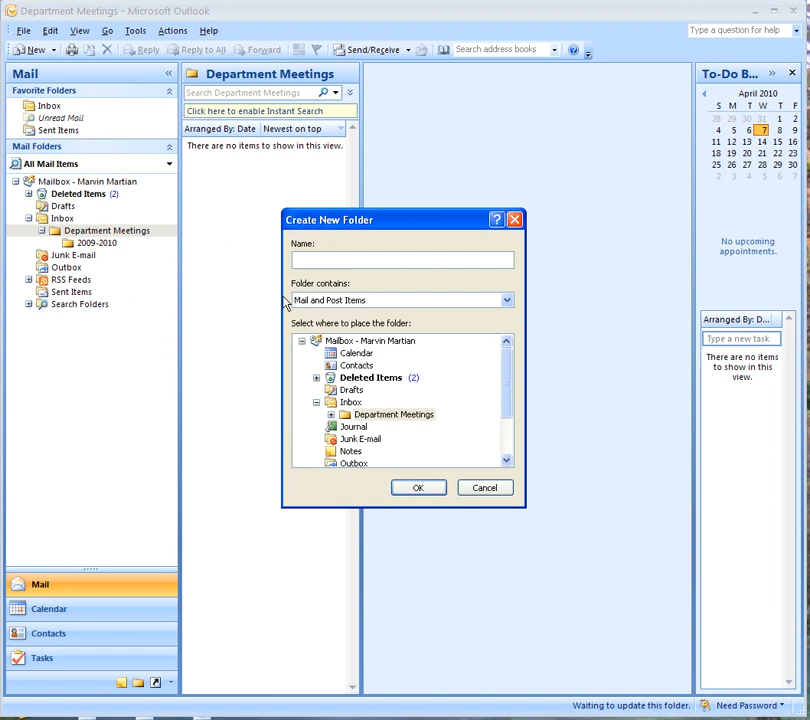 Department Meetings - Microsoft Outlook
File Edit View Go Tools Actions Help
Type a question for help
New Reply Reply to All Forward Send/Receive Search address books
Mail
Favorite Folders
Inbox
Unread Mail
Sent Items
Mail Folders
All Mail Items
Mailbox - Marvin Martian
Deleted Items (2)
Drafts
Inbox
Department Meetings
2009-2010
Junk E-mail
Outbox
RSS Feeds
Sent Items
Search Folders
Mail
Calendar
Contacts
Tasks
Department Meetings
Search Department Meetings
Click here to enable Instant Search
Arranged By: Date Newest on top
There are no items to show in this view.
Create New Folder
Name:
Folder contains:
Mail and Post Items
Select where to place the folder:
Mailbox - Marvin Martian
Calendar
Contacts
Deleted Items (2)
Drafts
Inbox
Department Meetings
Journal
Junk E-mail
Notes
Outbox
OK Cancel
To-Do B...
April 2010
S M T W T F S
28 29 30 31 1 2
4 5 6 7 8 9
11 12 13 14 15 16
18 19 20 21 22 23
25 26 27 28 29 30
2 3 4 5 6 7
No upcoming
appointments.
Arranged By: D...
Type a new task
There are no items
to show in this
view.
Waiting to update this folder. Need Password